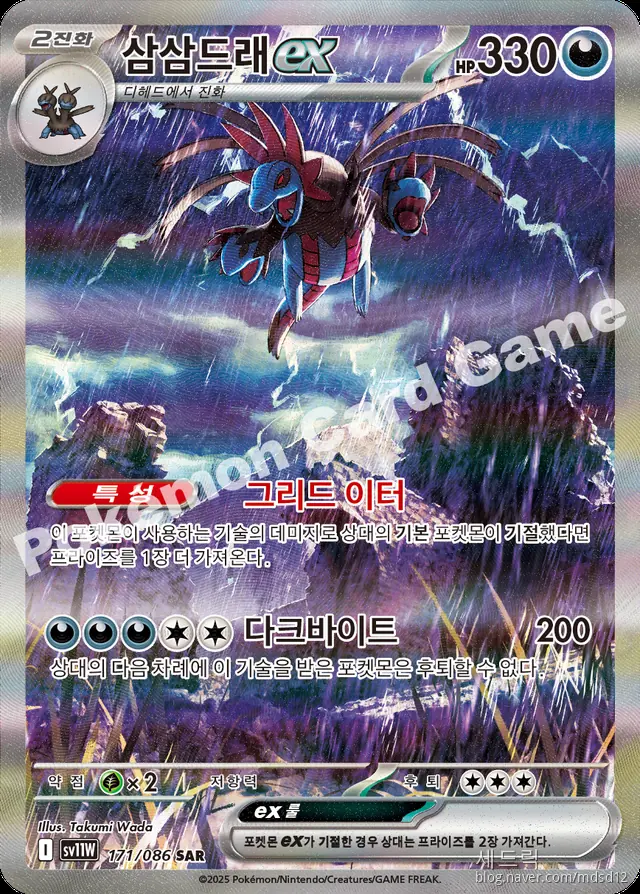 2진화
삼삼드래 ex
HP 330
디헤드에서 진화
Pokémon Card Game
특성 그리드 이터
이 포켓몬이 사용하는 기술의 데미지로 상대의 기본 포켓몬이 기절했다면
프라이즈를 1장 더 가져온다.
다크바이트 200
상대의 다음 차례에 이 기술을 받은 포켓몬은 후퇴할 수 없다.
약점 ×2 저항력 후퇴
ex 룰
포켓몬 ex가 기절한 경우 상대는 프라이즈를 2장 가져간다.
Illus. Takumi Wada
I sv11W 171/086 SAR
세드릭
blog.naver.com/mdsd12
©2025 Pokémon/Nintendo/Creatures/GAME FREAK.